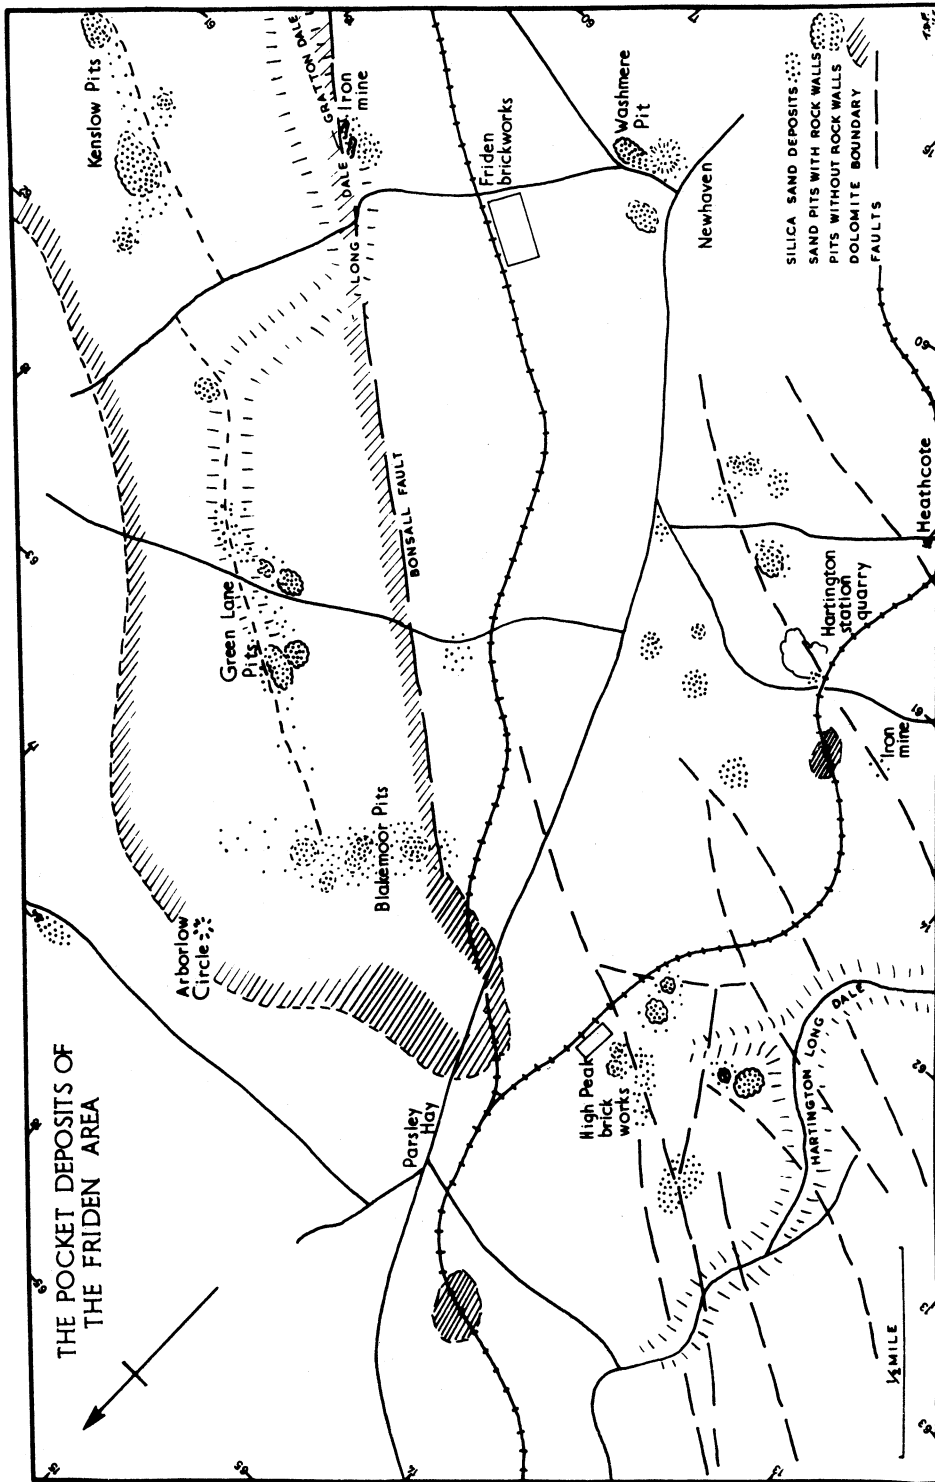 THE POCKET DEPOSITS OF
THE FRIDEN AREA
Kenslow Pits
GRATTON DALE
LONG DALE
Iron
mine
Friden
brickworks
Washmere
Pit
Newhaven
SILICA SAND DEPOSITS
SAND PITS WITH ROCK WALLS
PITS WITHOUT ROCK WALLS
DOLOMITE BOUNDARY
FAULTS
Green Lane
Pits
BONSALL FAULT
Heathcote
Hartington
station
quarry
Iron
mine
Blakemoor Pits
Arborlow
Circle
Parsley
Hay
High Peak
brick
works
HARTINGTON LONG DALE
½ MILE